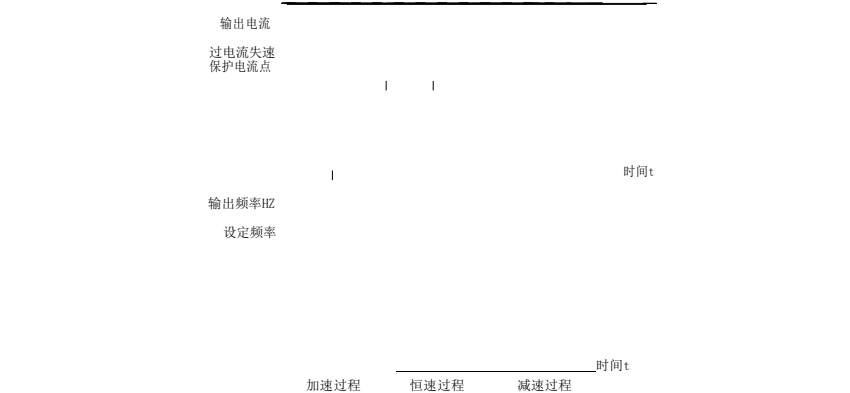 输出电流
过电流失速
保护电流点
时间t
输出频率HZ
设定频率
时间t
加速过程 恒速过程 减速过程